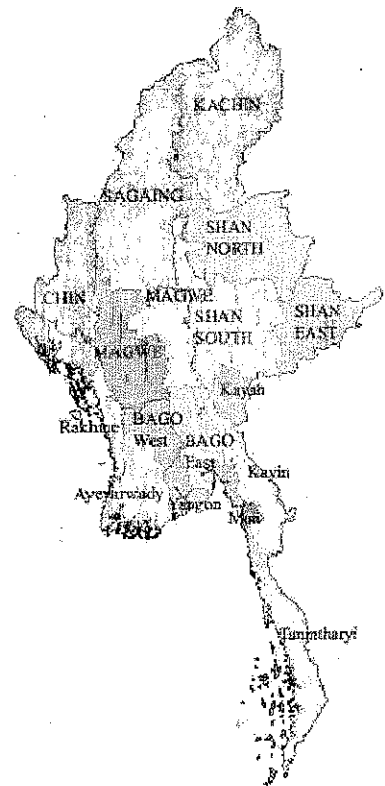 KACHIN
SAGAING
SHAN
NORTH
CHIN
MAGWE
SHAN
SOUTH
SHAN
EAST
MAGWE
Kayah
Rakhine
BAGO
West
BAGO
East
Kayin
Ayeyarwady
Yangon
Mon
Tanintharyi